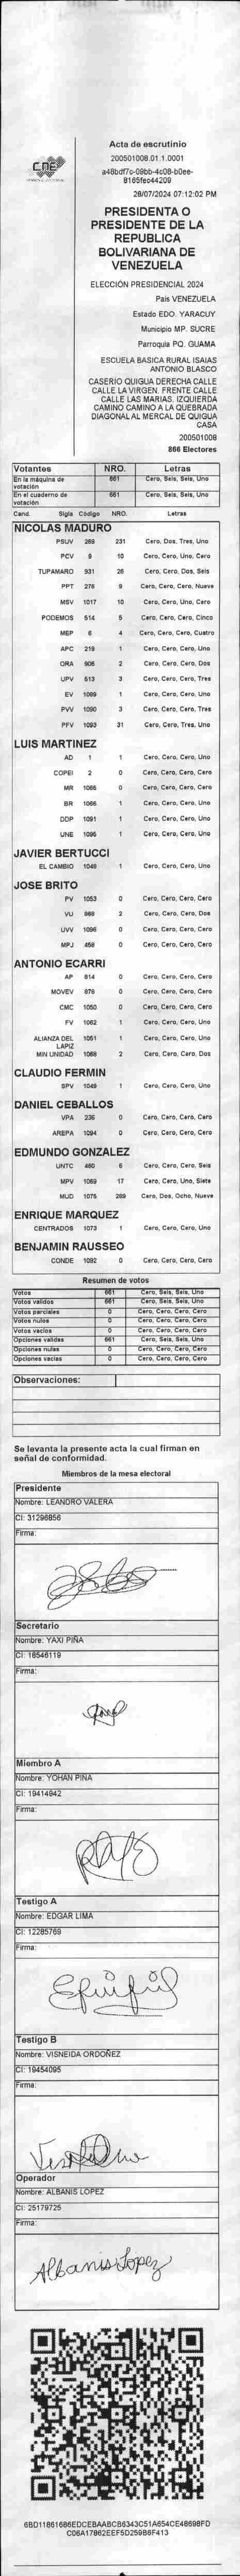 CNE
Acta de escrutinio
200501008.01.1.0001
a48bdf7c-09bb-4c08-b0ee-
8165fec44209
28/07/2024 07:12:02 PM
PRESIDENTA O
PRESIDENTE DE LA
REPUBLICA
BOLIVARIANA DE
VENEZUELA
ELECCIÓN PRESIDENCIAL 2024
País VENEZUELA
Estado EDO. YARACUY
Municipio MP. SUCRE
Parroquia PQ. GUAMA
ESCUELA BASICA RURAL ISAIAS
ANTONIO BLASCO
CASERIO QUIGUA DERECHA CALLE
CALLE LA VIRGEN. FRENTE CALLE
CALLE LAS MARIAS. IZQUIERDA
CAMINO CAMINO A LA QUEBRADA
DIAGONAL AL MERCAL DE QUIGUA
CASA
200501008
866 Electores
Votantes NRO. Letras
En la máquina de votación 661 Cero, Seis, Seis, Uno
En el cuaderno de votación 661 Cero, Seis, Seis, Uno
Cand. Sigla Código NRO. Letras
NICOLAS MADURO
PSUV 269 231 Cero, Dos, Tres, Uno
PCV 9 10 Cero, Cero, Uno, Cero
TUPAMARO 931 26 Cero, Cero, Dos, Seis
PPT 276 9 Cero, Cero, Cero, Nueve
MSV 1017 10 Cero, Cero, Uno, Cero
PODEMOS 514 5 Cero, Cero, Cero, Cinco
MEP 6 4 Cero, Cero, Cero, Cuatro
APC 219 1 Cero, Cero, Cero, Uno
ORA 906 2 Cero, Cero, Cero, Dos
UPV 613 3 Cero, Cero, Cero, Tres
EV 1089 1 Cero, Cero, Cero, Uno
PVV 1090 3 Cero, Cero, Cero, Tres
PFV 1093 31 Cero, Cero, Tres, Uno
LUIS MARTINEZ
AD 1 1 Cero, Cero, Cero, Uno
COPEI 2 0 Cero, Cero, Cero, Cero
MR 1065 0 Cero, Cero, Cero, Cero
BR 1066 1 Cero, Cero, Cero, Uno
DDP 1091 1 Cero, Cero, Cero, Uno
UNE 1095 1 Cero, Cero, Cero, Uno
JAVIER BERTUCCI
EL CAMBIO 1046 1 Cero, Cero, Cero, Uno
JOSE BRITO
PV 1053 0 Cero, Cero, Cero, Cero
VU 868 2 Cero, Cero, Cero, Dos
UVV 1096 0 Cero, Cero, Cero, Cero
MPJ 458 0 Cero, Cero, Cero, Cero
ANTONIO ECARRI
AP 814 0 Cero, Cero, Cero, Cero
MOVEV 878 0 Cero, Cero, Cero, Cero
CMC 1050 0 Cero, Cero, Cero, Cero
FV 1062 1 Cero, Cero, Cero, Uno
ALIANZA DEL LAPIZ 1051 1 Cero, Cero, Cero, Uno
MIN UNIDAD 1088 2 Cero, Cero, Cero, Dos
CLAUDIO FERMIN
SPV 1049 1 Cero, Cero, Cero, Uno
DANIEL CEBALLOS
VPA 236 0 Cero, Cero, Cero, Cero
AREPA 1094 0 Cero, Cero, Cero, Cero
EDMUNDO GONZALEZ
UNTC 460 6 Cero, Cero, Cero, Seis
MPV 1069 17 Cero, Cero, Uno, Siete
MUD 1075 289 Cero, Dos, Ocho, Nueve
ENRIQUE MARQUEZ
CENTRADOS 1073 1 Cero, Cero, Cero, Uno
BENJAMIN RAUSSEO
CONDE 1082 0 Cero, Cero, Cero, Cero
Resumen de votos
Votos 661 Cero, Seis, Seis, Uno
Votos validos 661 Cero, Seis, Seis, Uno
Votos parciales 0 Cero, Cero, Cero, Cero
Votos nulos 0 Cero, Cero, Cero, Cero
Votos vacios 0 Cero, Cero, Cero, Cero
Opciones validas 661 Cero, Seis, Seis, Uno
Opciones nulas 0 Cero, Cero, Cero, Cero
Opciones vacias 0 Cero, Cero, Cero, Cero
Observaciones:
Se levanta la presente acta la cual firman en
señal de conformidad.
Miembros de la mesa electoral
Presidente
Nombre: LEANDRO VALERA
CI: 31296856
Firma:
Secretario
Nombre: YAXI PIÑA
CI: 18546119
Firma:
Miembro A
Nombre: YOHAN PINA
CI: 19414942
Firma:
Testigo A
Nombre: EDGAR LIMA
CI: 12285769
Firma:
Testigo B
Nombre: VISNEIDA ORDOÑEZ
CI: 19454095
Firma:
Operador
Nombre: ALBANIS LOPEZ
CI: 25179725
Firma:
Albanis Lopez
6BD11861686EDCEBAABCB6343C51A654CE48698FD
C06A17862EEF5D259B6F413